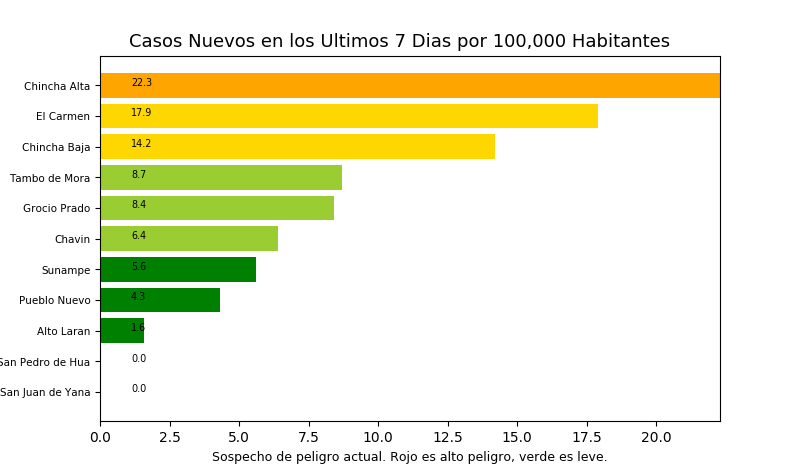 Casos Nuevos en los Ultimos 7 Dias por 100,000 Habitantes
Chincha Alta 22.3
El Carmen 17.9
Chincha Baja 14.2
Tambo de Mora 8.7
Grocio Prado 8.4
Chavin 6.4
Sunampe 5.6
Pueblo Nuevo 4.3
Alto Laran 1.6
San Pedro de Hua 0.0
San Juan de Yana 0.0
0.0 2.5 5.0 7.5 10.0 12.5 15.0 17.5 20.0
Sospecho de peligro actual. Rojo es alto peligro, verde es leve.